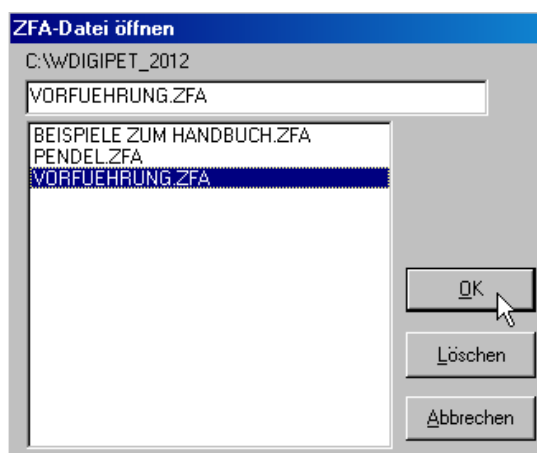 ZFA-Datei öffnen
C:\WDIGIPET_2012
VORFUEHRUNG.ZFA
BEISPIELE ZUM HANDBUCH.ZFA
PENDEL.ZFA
VORFUEHRUNG.ZFA
OK
Löschen
Abbrechen